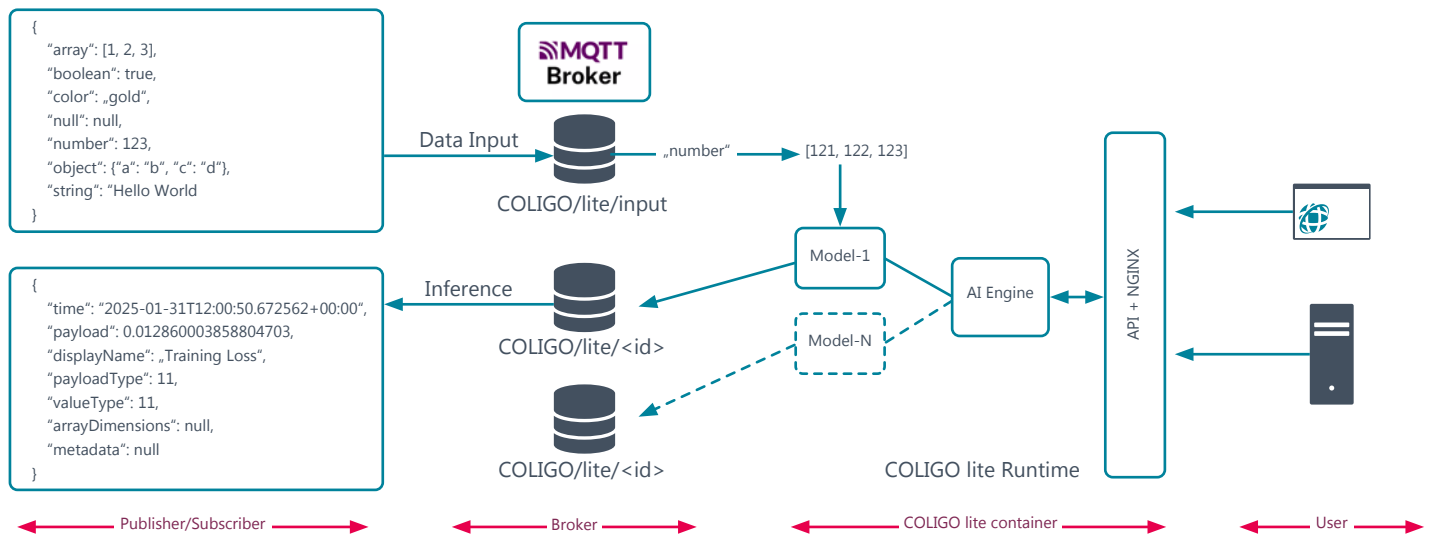 {
“array“: [1, 2, 3],
“boolean“: true,
“color“: „gold“,
“null“: null,
“number“: 123,
“object“: {“a“: “b“, “c“: “d“},
“string“: “Hello World
}
Data Input
MQTT
Broker
COLIGO/lite/input
„number“
[121, 122, 123]
{
“time“: “2025-01-31T12:00:50.672562+00:00“,
“payload“: 0.012860003858804703,
“displayName“: „Training Loss“,
“payloadType“: 11,
“valueType“: 11,
“arrayDimensions“: null,
“metadata“: null
}
Inference
COLIGO/lite/<id>
COLIGO/lite/<id>
Model-1
Model-N
AI Engine
API + NGINX
COLIGO lite Runtime
Publisher/Subscriber
Broker
COLIGO lite container
User